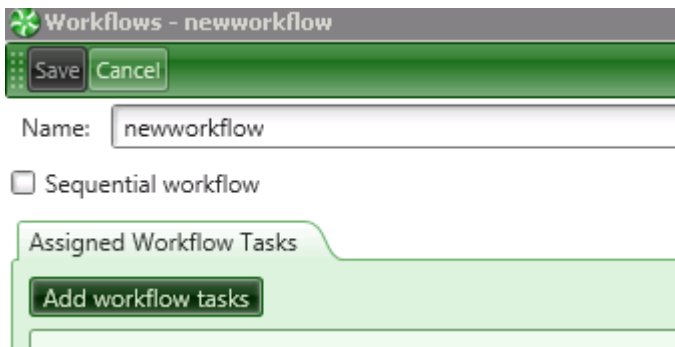 Workflows - newworkflow
Save Cancel
Name: newworkflow
Sequential workflow
Assigned Workflow Tasks
Add workflow tasks